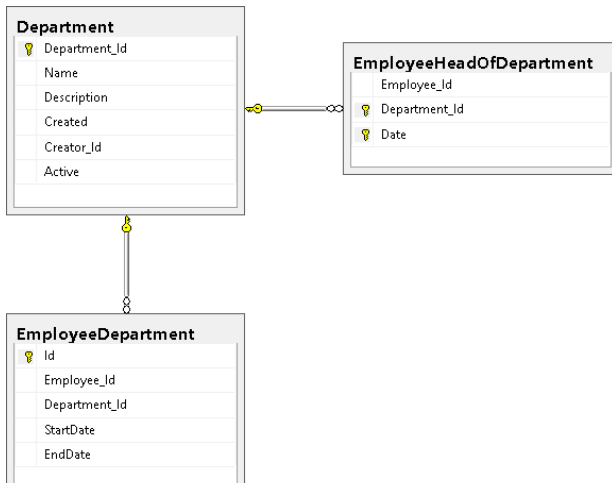 Department
Department_Id
Name
Description
Created
Creator_Id
Active
EmployeeHeadOfDepartment
Employee_Id
Department_Id
Date
EmployeeDepartment
Id
Employee_Id
Department_Id
StartDate
EndDate